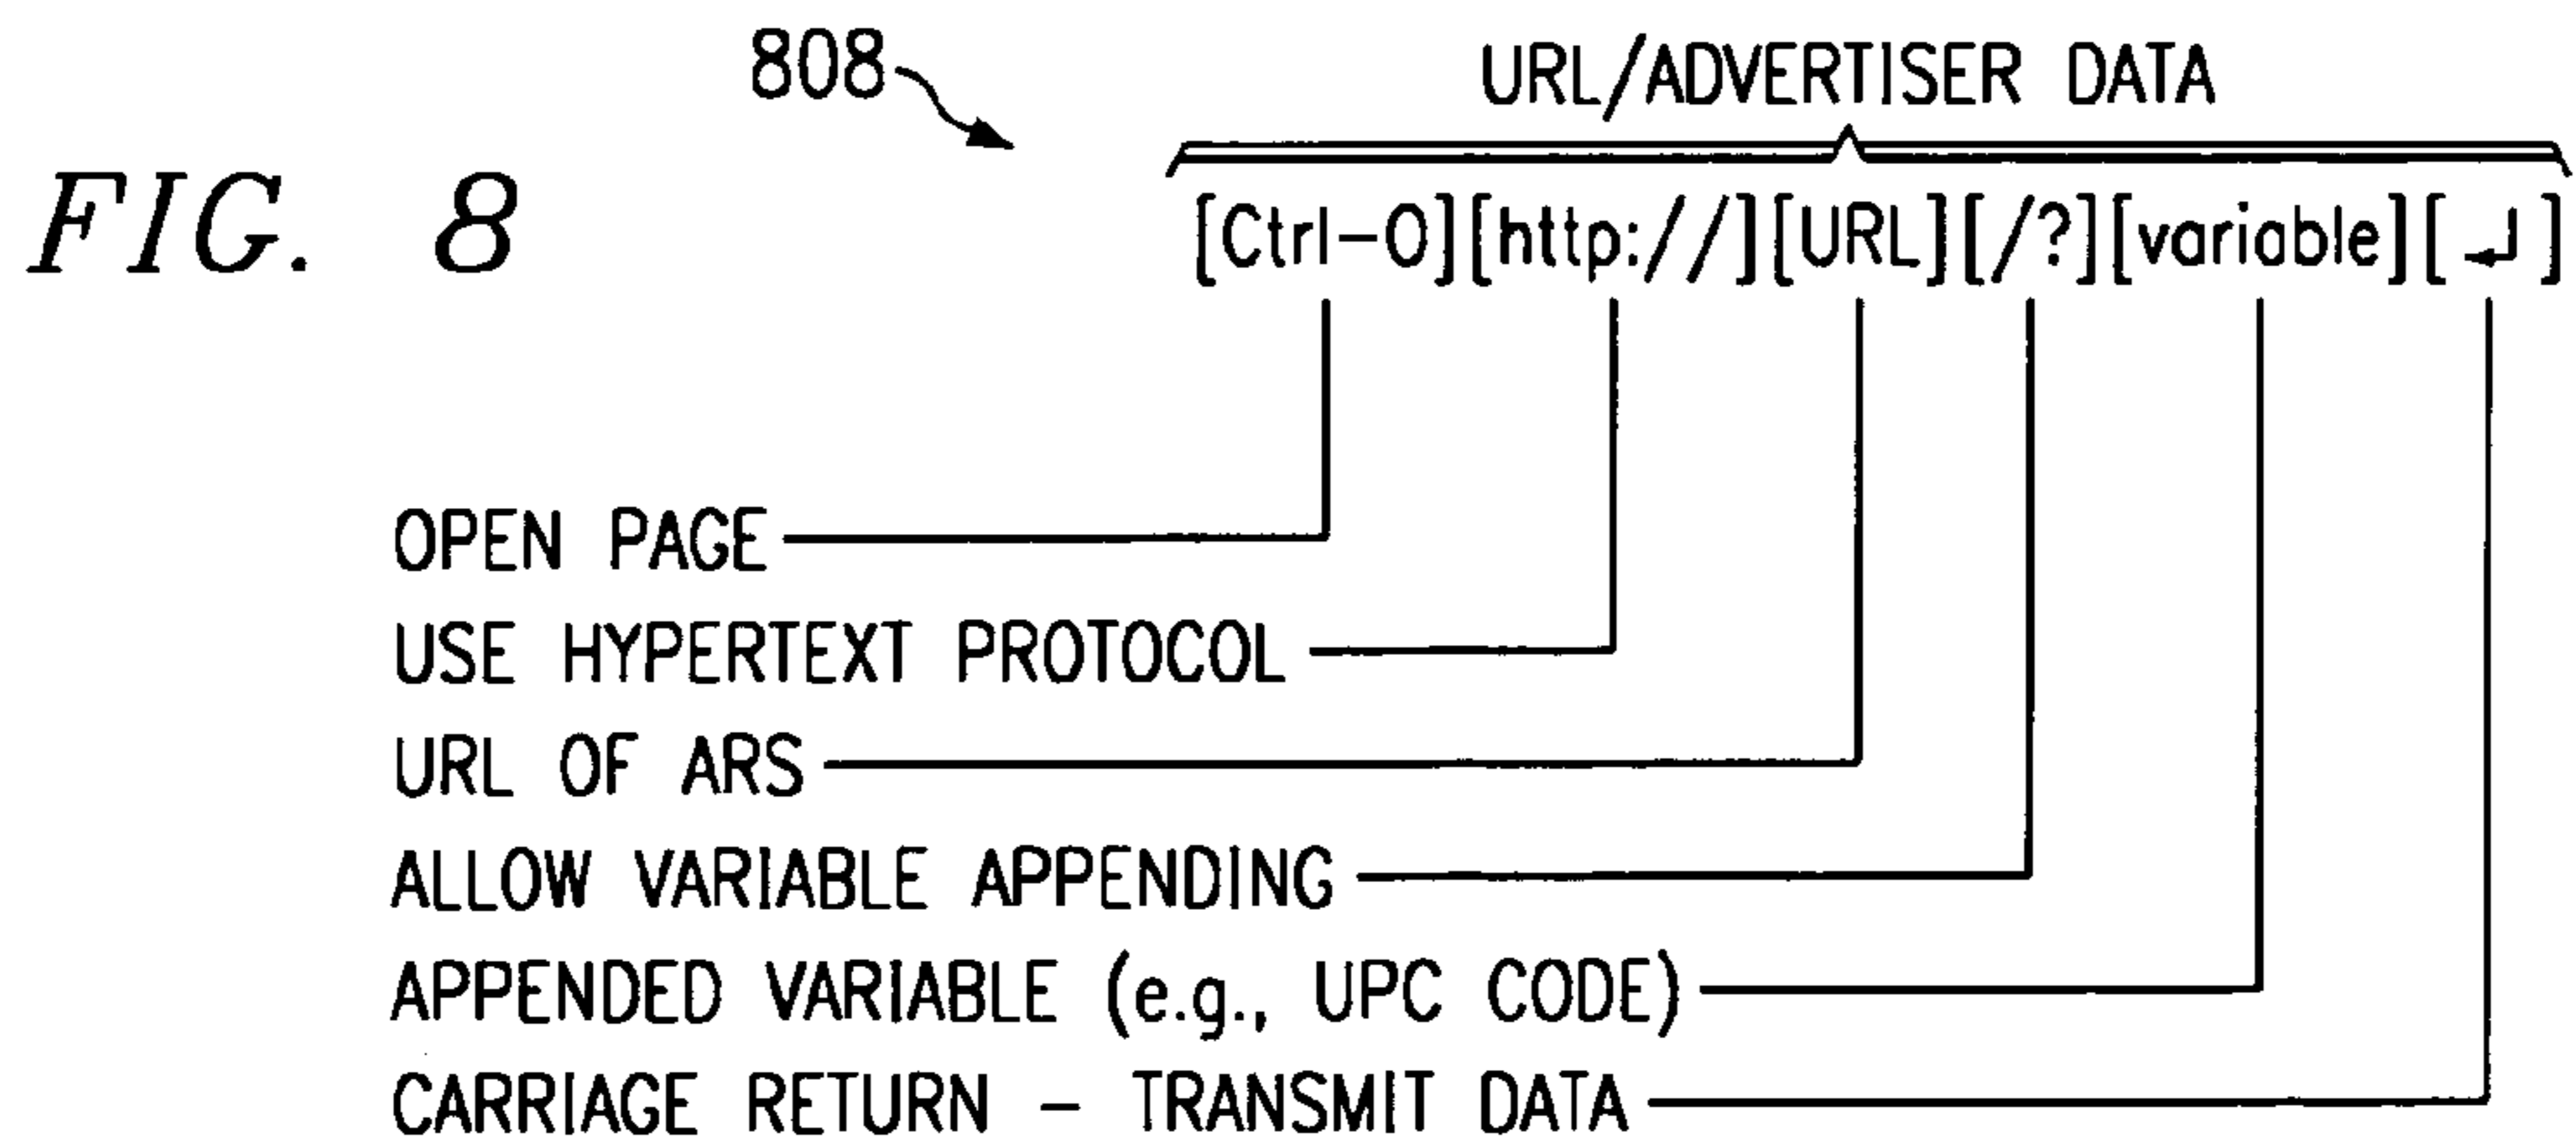 808
URL/ADVERTISER DATA
FIG. 8
[Ctrl-O][http://][URL][/?][variable][↵]
OPEN PAGE
USE HYPERTEXT PROTOCOL
URL OF ARS
ALLOW VARIABLE APPENDING
APPENDED VARIABLE (e.g., UPC CODE)
CARRIAGE RETURN - TRANSMIT DATA